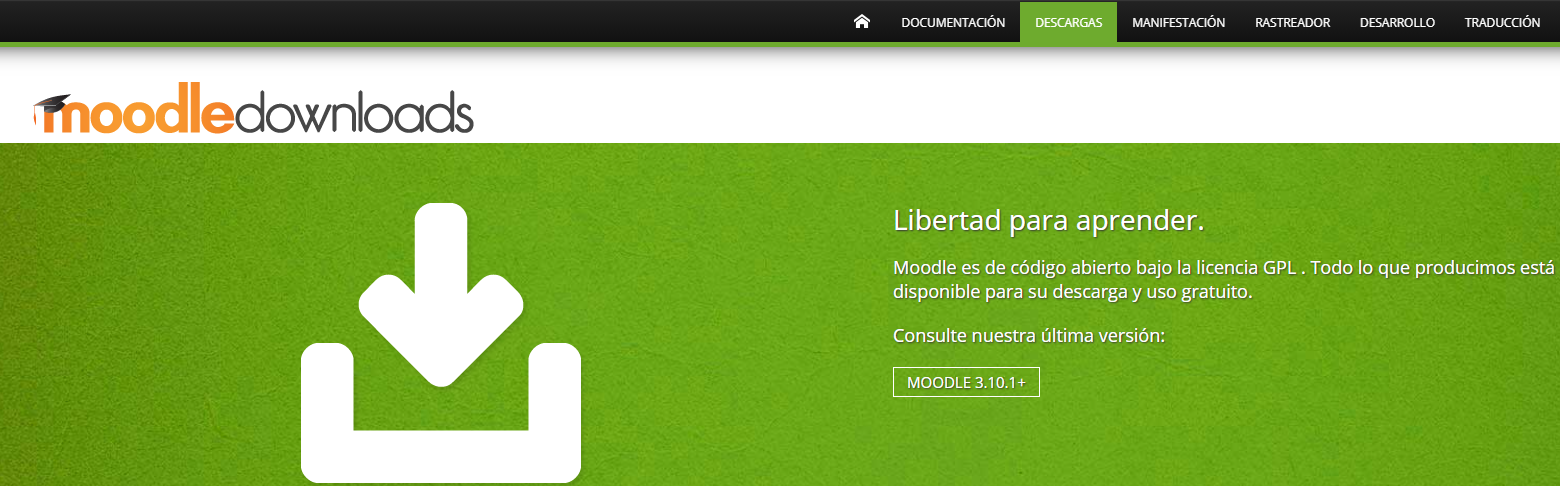 DOCUMENTACIÓN DESCARGAS MANIFESTACIÓN RASTREADOR DESARROLLO TRADUCCIÓN
moodledownloads
Libertad para aprender.
Moodle es de código abierto bajo la licencia GPL . Todo lo que producimos está
disponible para su descarga y uso gratuito.
Consulte nuestra última versión:
MOODLE 3.10.1+